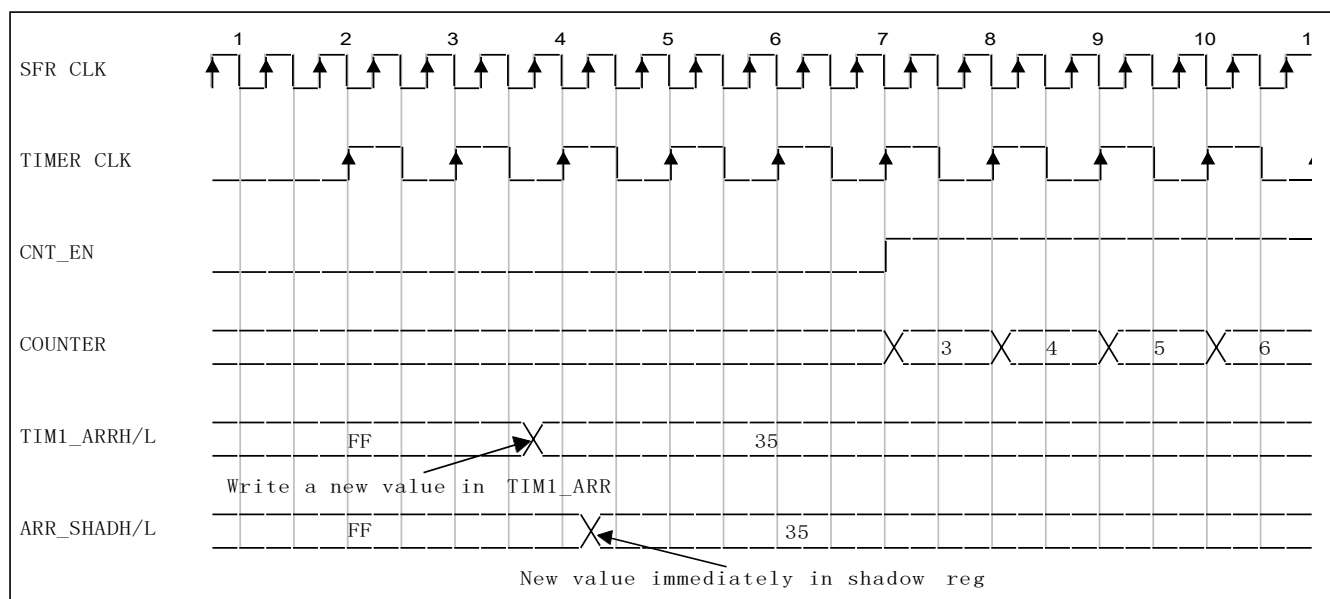 1 2 3 4 5 6 7 8 9 10 1
SFR CLK
TIMER CLK
CNT_EN
COUNTER 3 4 5 6
TIM1_ARRH/L FF 35
Write a new value in TIM1_ARR
ARR_SHADH/L FF 35
New value immediately in shadow reg